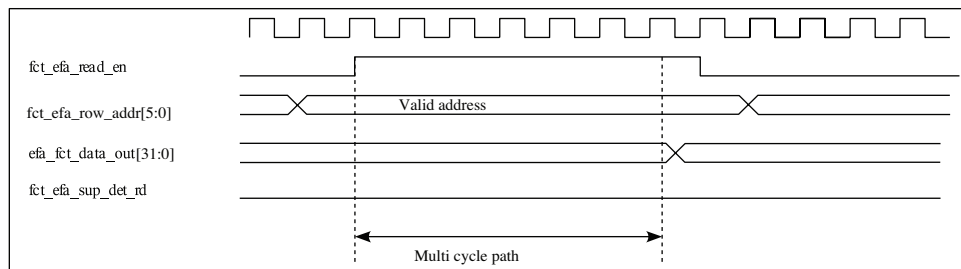 fct_efa_read_en
fct_efa_row_addr[5:0]
Valid address
efa_fct_data_out[31:0]
fct_efa_sup_det_rd
Multi cycle path